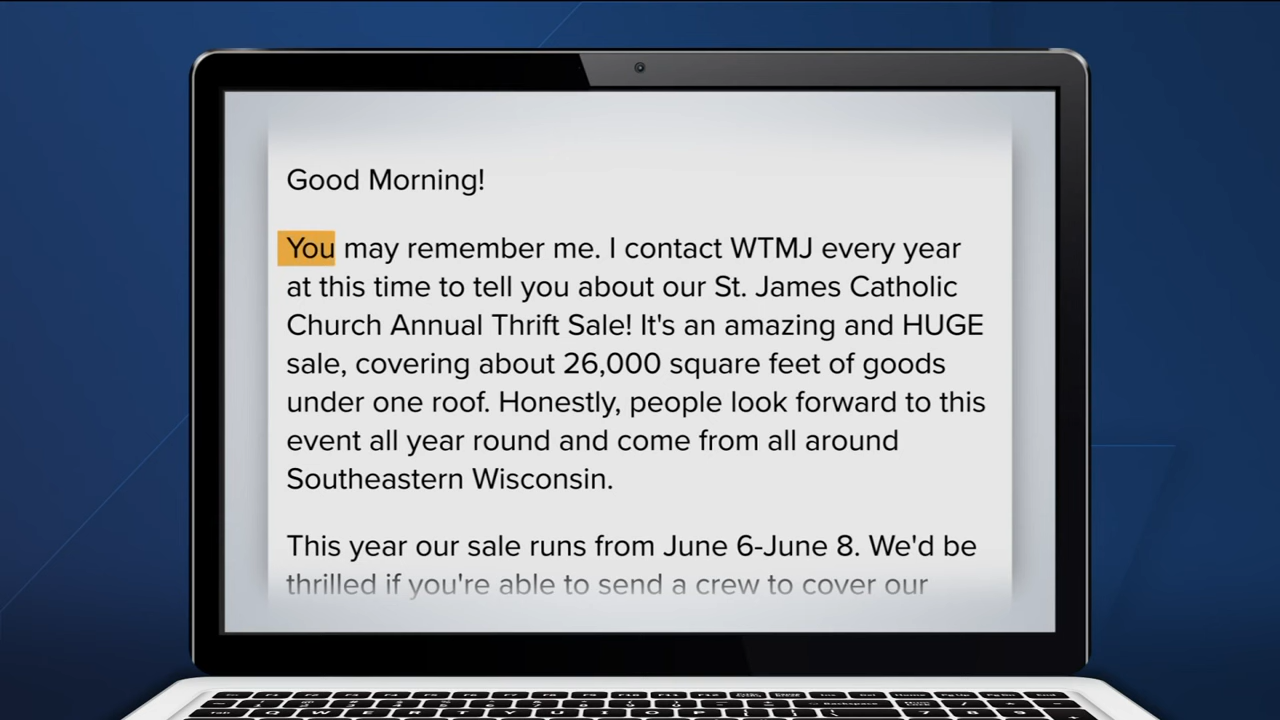 Good Morning!
You may remember me. I contact WTMJ every year
at this time to tell you about our St. James Catholic
Church Annual Thrift Sale! It's an amazing and HUGE
sale, covering about 26,000 square feet of goods
under one roof. Honestly, people look forward to this
event all year round and come from all around
Southeastern Wisconsin.
This year our sale runs from June 6-June 8. We'd be
thrilled if you're able to send a crew to cover our